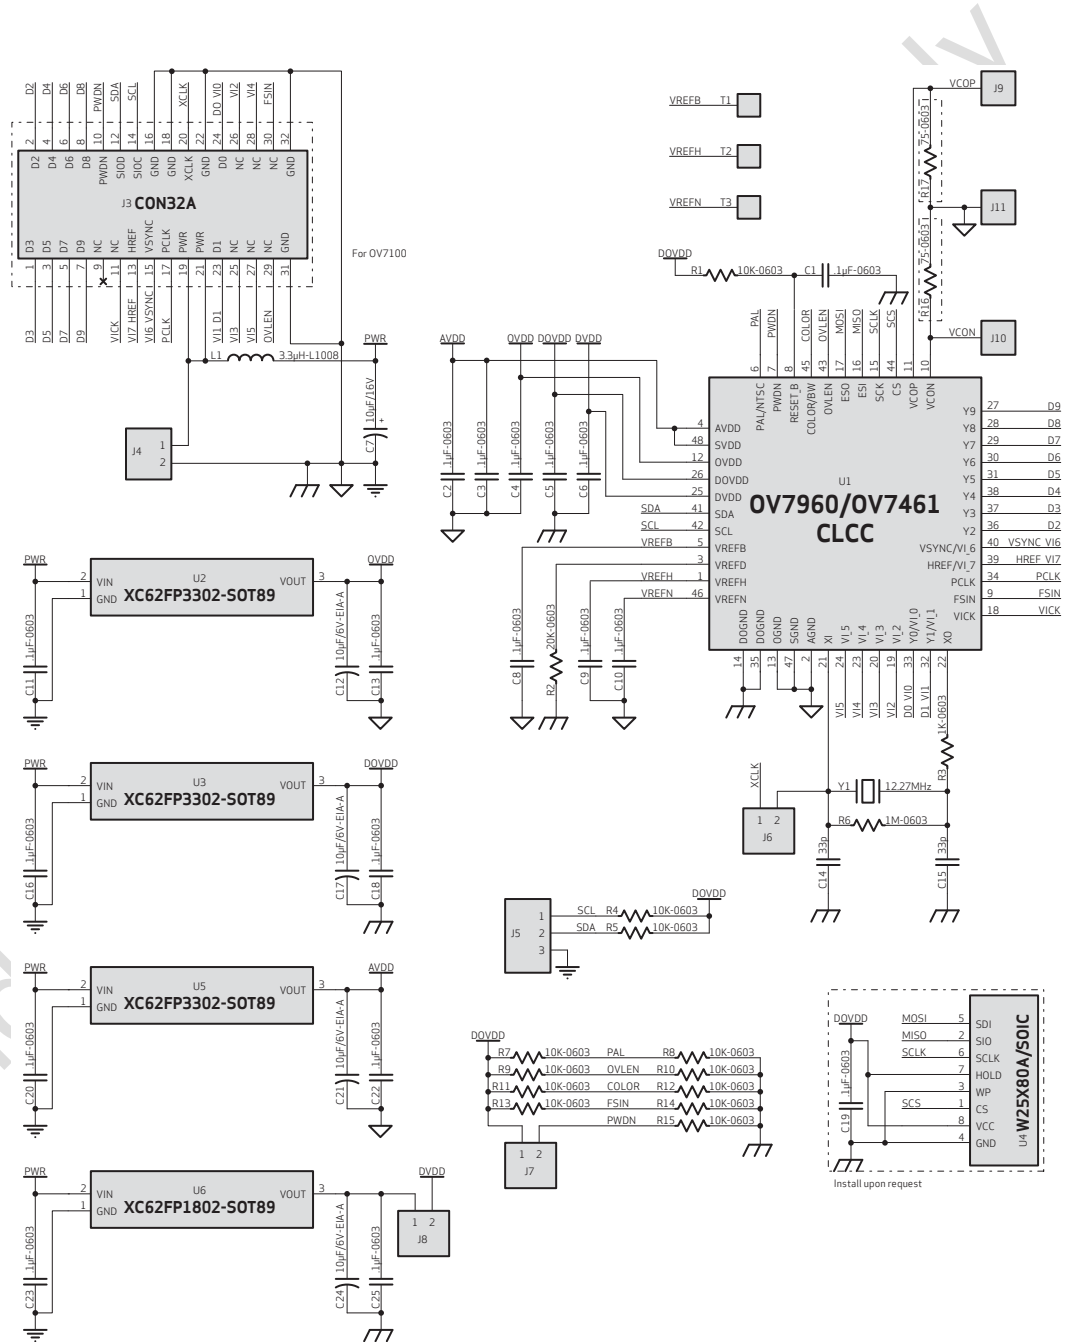 D2 D4 D6 D8 PWDN SDA SCL XCLK D0 VI0 VI2 VI4 FSIN
2 4 6 8 10 12 14 16 18 20 22 24 26 28 30 32
D2 D4 D6 D8 PWDN SIOD SIOC GND GND XCLK GND D0 NC NC NC GND
J3 CON32A
D3 D5 D7 D9 NC NC HREF VSYNC PCLK PWR PWR D1 NC NC NC GND
1 3 5 7 9 11 13 15 17 19 21 23 25 27 29 31
D3 D5 D7 D9 VICK VI7 HREF VI6 VSYNC PCLK VI1 D1 VI3 VI5 OVLEN
For OV7100
L1 3.3µH-L1008
PWR
C7 10µF/16V
+
J4
1
2
VREFB T1
VREFH T2
VREFN T3
VCOP J9
R17 75-0603
J11
R16 75-0603
VCON J10
DOVDD
R1 10K-0603 C1 .1µF-0603
PAL PWDN COLOR OVLEN MOSI MISO SCLK SCS
6 7 8 45 43 17 16 15 44 11 10
PAL/NTSC PWDN RESET_B COLOR/BW OVLEN ESO ESI SCK CS VCOP VCON
AVDD OVDD DOVDD DVDD
C2 .1µF-0603
C3 .1µF-0603
C4 .1µF-0603
C5 .1µF-0603
C6 .1µF-0603
4 AVDD
48 SVDD
12 OVDD
26 DOVDD
25 DVDD
SDA 41 SDA
SCL 42 SCL
VREFB 5 VREFB
3 VREFD
VREFH 1 VREFH
VREFN 46 VREFN
U1
OV7960/OV7461
CLCC
Y9 27 D9
Y8 28 D8
Y7 29 D7
Y6 30 D6
Y5 31 D5
Y4 38 D4
Y3 37 D3
Y2 36 D2
VSYNC/VI_6 40 VSYNC VI6
HREF/VI_7 39 HREF VI7
PCLK 34 PCLK
FSIN 9 FSIN
VICK 18 VICK
DOGND DOGND OGND SGND AGND XI VI_5 VI_4 VI_3 VI_2 Y0/VI_0 Y1/VI_1 XO
14 35 13 47 2 21 24 23 20 19 33 32 22
VI5 VI4 VI3 VI2 D0 VI0 D1 VI1
C8 .1µF-0603
R2 20K-0603
C9 .1µF-0603
C10 .1µF-0603
R3 1K-0603
XCLK
1 2
J6
Y1 12.27MHz
R6 1M-0603
C14 33p
C15 33p
PWR
2 VIN
1 GND
U2
XC62FP3302-SOT89
VOUT 3
OVDD
C11 .1µF-0603
C12 10µF/6V-EIA-A
C13 .1µF-0603
PWR
2 VIN
1 GND
U3
XC62FP3302-SOT89
VOUT 3
DOVDD
C16 .1µF-0603
C17 10µF/6V-EIA-A
C18 .1µF-0603
PWR
2 VIN
1 GND
U5
XC62FP3302-SOT89
VOUT 3
AVDD
C20 .1µF-0603
C21 10µF/6V-EIA-A
C22 .1µF-0603
PWR
2 VIN
1 GND
U6
XC62FP1802-SOT89
VOUT 3
DVDD
1 2
J8
C23 .1µF-0603
C24 10µF/6V-EIA-A
C25 .1µF-0603
DOVDD
J5
1 SCL R4 10K-0603
2 SDA R5 10K-0603
3
DOVDD
R7 10K-0603 PAL R8 10K-0603
R9 10K-0603 OVLEN R10 10K-0603
R11 10K-0603 COLOR R12 10K-0603
R13 10K-0603 FSIN R14 10K-0603
PWDN R15 10K-0603
1 2
J7
DOVDD
C19 .1µF-0603
MOSI 5 SDI
MISO 2 SIO
SCLK 6 SCLK
7 HOLD
3 WP
SCS 1 CS
8 VCC
4 GND
U4 W25X80A/SOIC
Install upon request